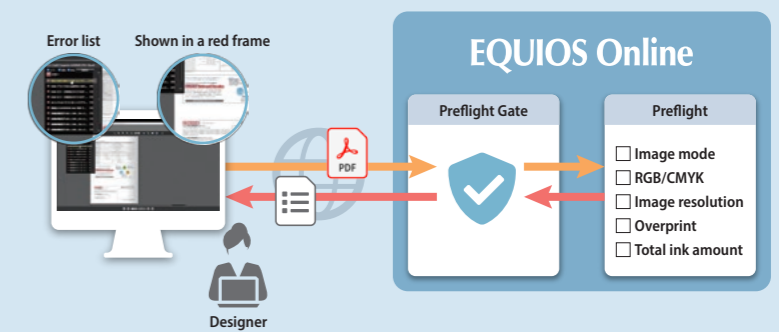 Error list
Shown in a red frame
EQUIOS Online
Preflight Gate
Preflight
Image mode
RGB/CMYK
Image resolution
Overprint
Total ink amount
PDF
Designer